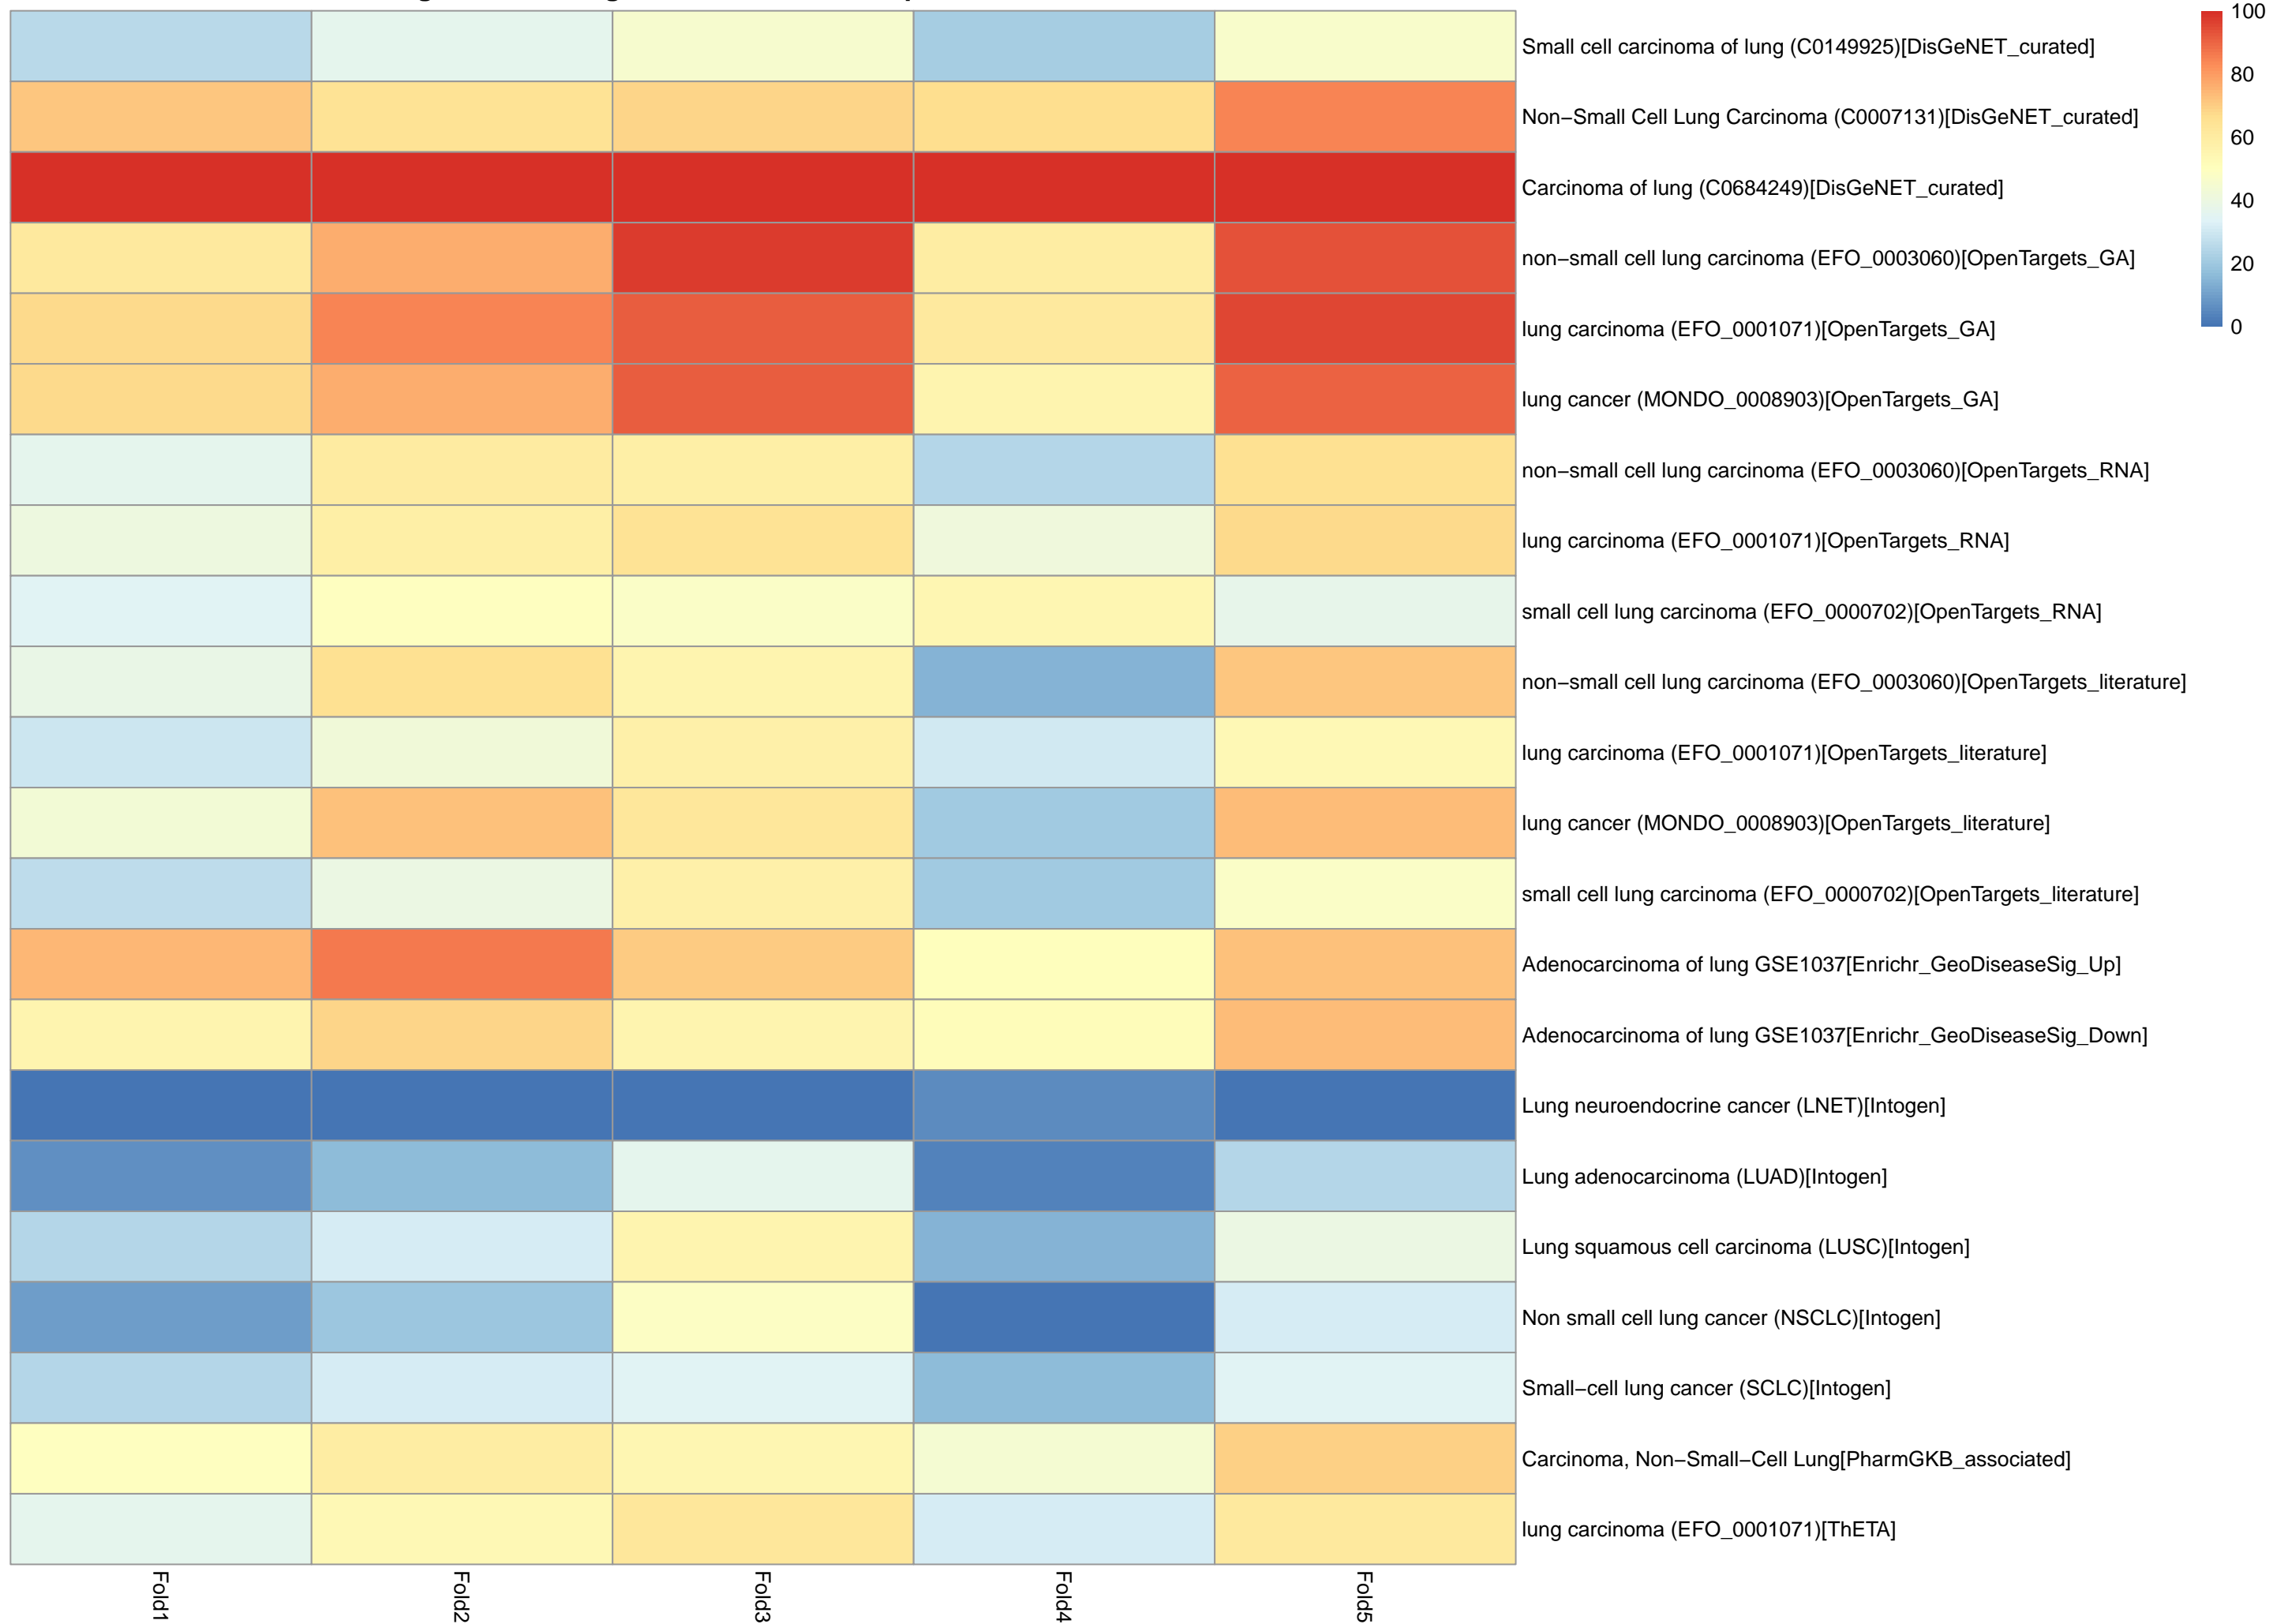 Small cell carcinoma of lung (C0149925)[DisGeNET_curated]
Non−Small Cell Lung Carcinoma (C0007131)[DisGeNET_curated]
Carcinoma of lung (C0684249)[DisGeNET_curated]
non−small cell lung carcinoma (EFO_0003060)[OpenTargets_GA]
lung carcinoma (EFO_0001071)[OpenTargets_GA]
lung cancer (MONDO_0008903)[OpenTargets_GA]
non−small cell lung carcinoma (EFO_0003060)[OpenTargets_RNA]
lung carcinoma (EFO_0001071)[OpenTargets_RNA]
small cell lung carcinoma (EFO_0000702)[OpenTargets_RNA]
non−small cell lung carcinoma (EFO_0003060)[OpenTargets_literature]
lung carcinoma (EFO_0001071)[OpenTargets_literature]
lung cancer (MONDO_0008903)[OpenTargets_literature]
small cell lung carcinoma (EFO_0000702)[OpenTargets_literature]
Adenocarcinoma of lung GSE1037[Enrichr_GeoDiseaseSig_Up]
Adenocarcinoma of lung GSE1037[Enrichr_GeoDiseaseSig_Down]
Lung neuroendocrine cancer (LNET)[Intogen]
Lung adenocarcinoma (LUAD)[Intogen]
Lung squamous cell carcinoma (LUSC)[Intogen]
Non small cell lung cancer (NSCLC)[Intogen]
Small−cell lung cancer (SCLC)[Intogen]
Carcinoma, Non−Small−Cell Lung[PharmGKB_associated]
lung carcinoma (EFO_0001071)[ThETA]
Fold1
Fold2
Fold3
Fold4
Fold5
100
80
60
40
20
0